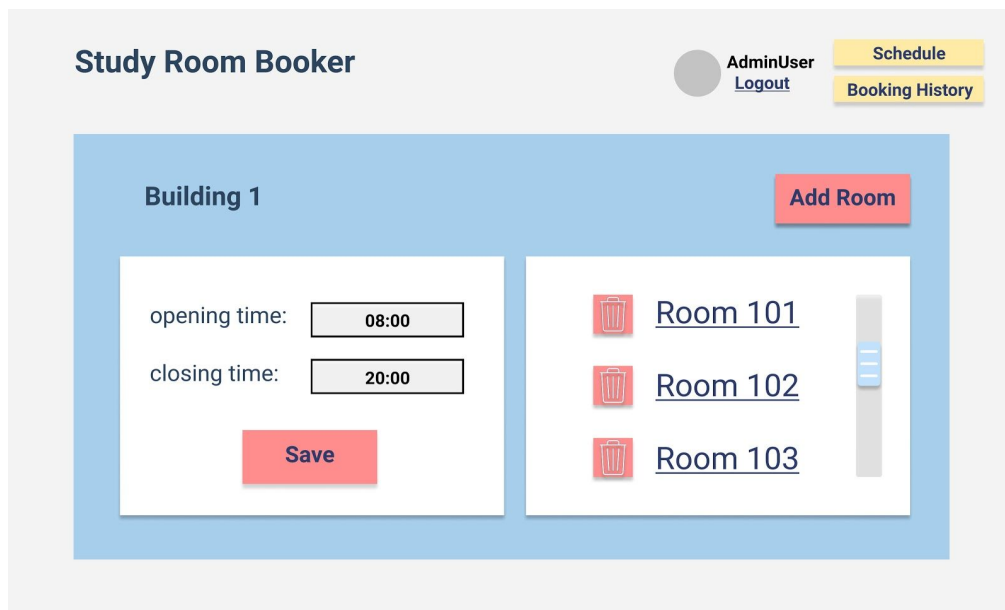 Study Room Booker
AdminUser
Logout
Schedule
Booking History
Building 1
Add Room
opening time: 08:00
closing time: 20:00
Save
Room 101
Room 102
Room 103